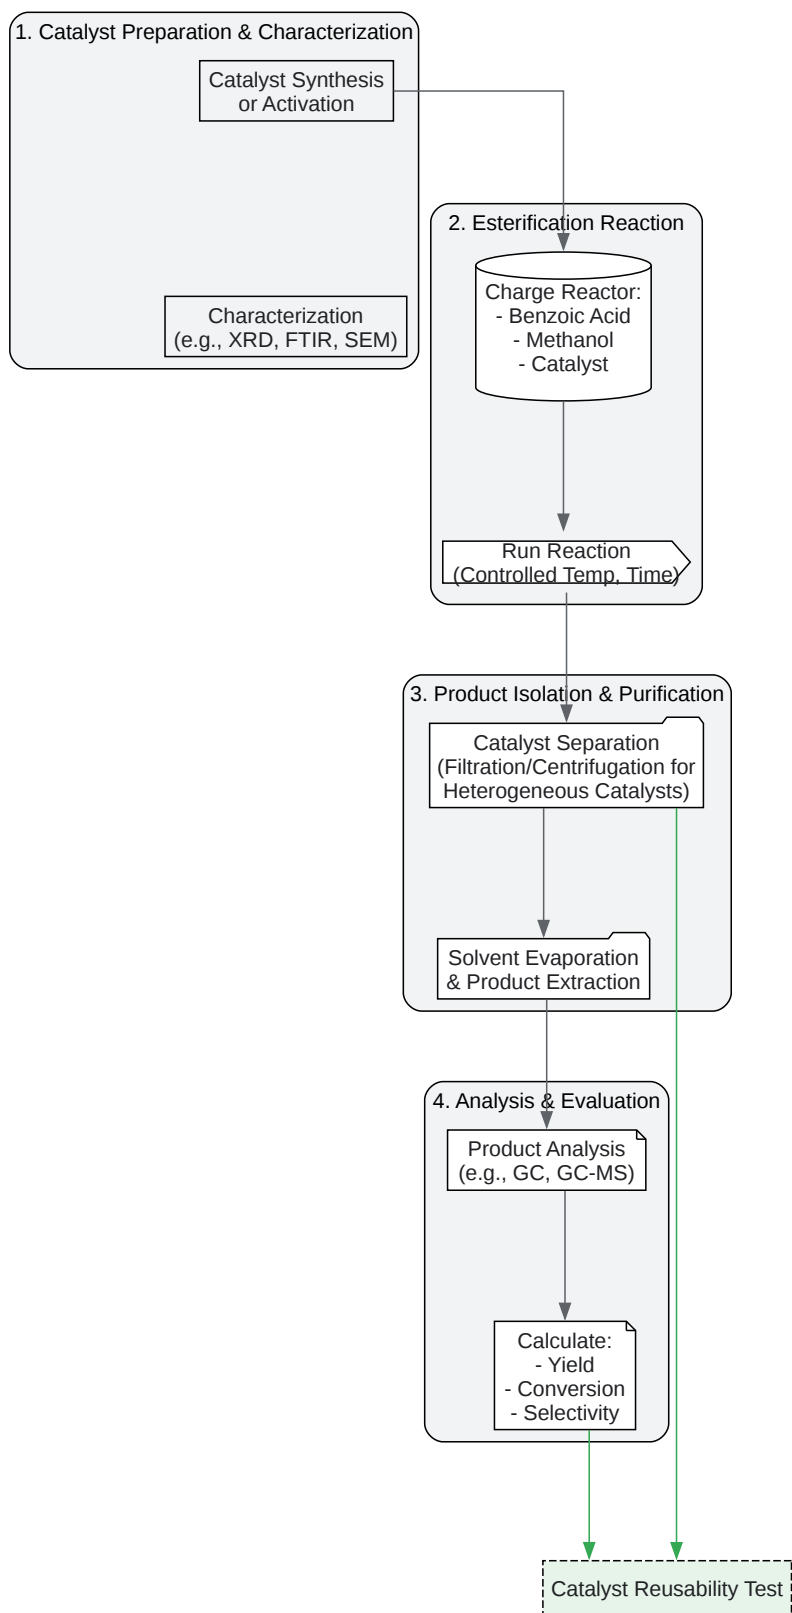 1. Catalyst Preparation & Characterization
Catalyst Synthesis
or Activation
Characterization
(e.g., XRD, FTIR, SEM)
2. Esterification Reaction
Charge Reactor:
- Benzoic Acid
- Methanol
- Catalyst
Run Reaction
(Controlled Temp, Time)
3. Product Isolation & Purification
Catalyst Separation
(Filtration/Centrifugation for
Heterogeneous Catalysts)
Solvent Evaporation
& Product Extraction
4. Analysis & Evaluation
Product Analysis
(e.g., GC, GC-MS)
Calculate:
- Yield
- Conversion
- Selectivity
Catalyst Reusability Test